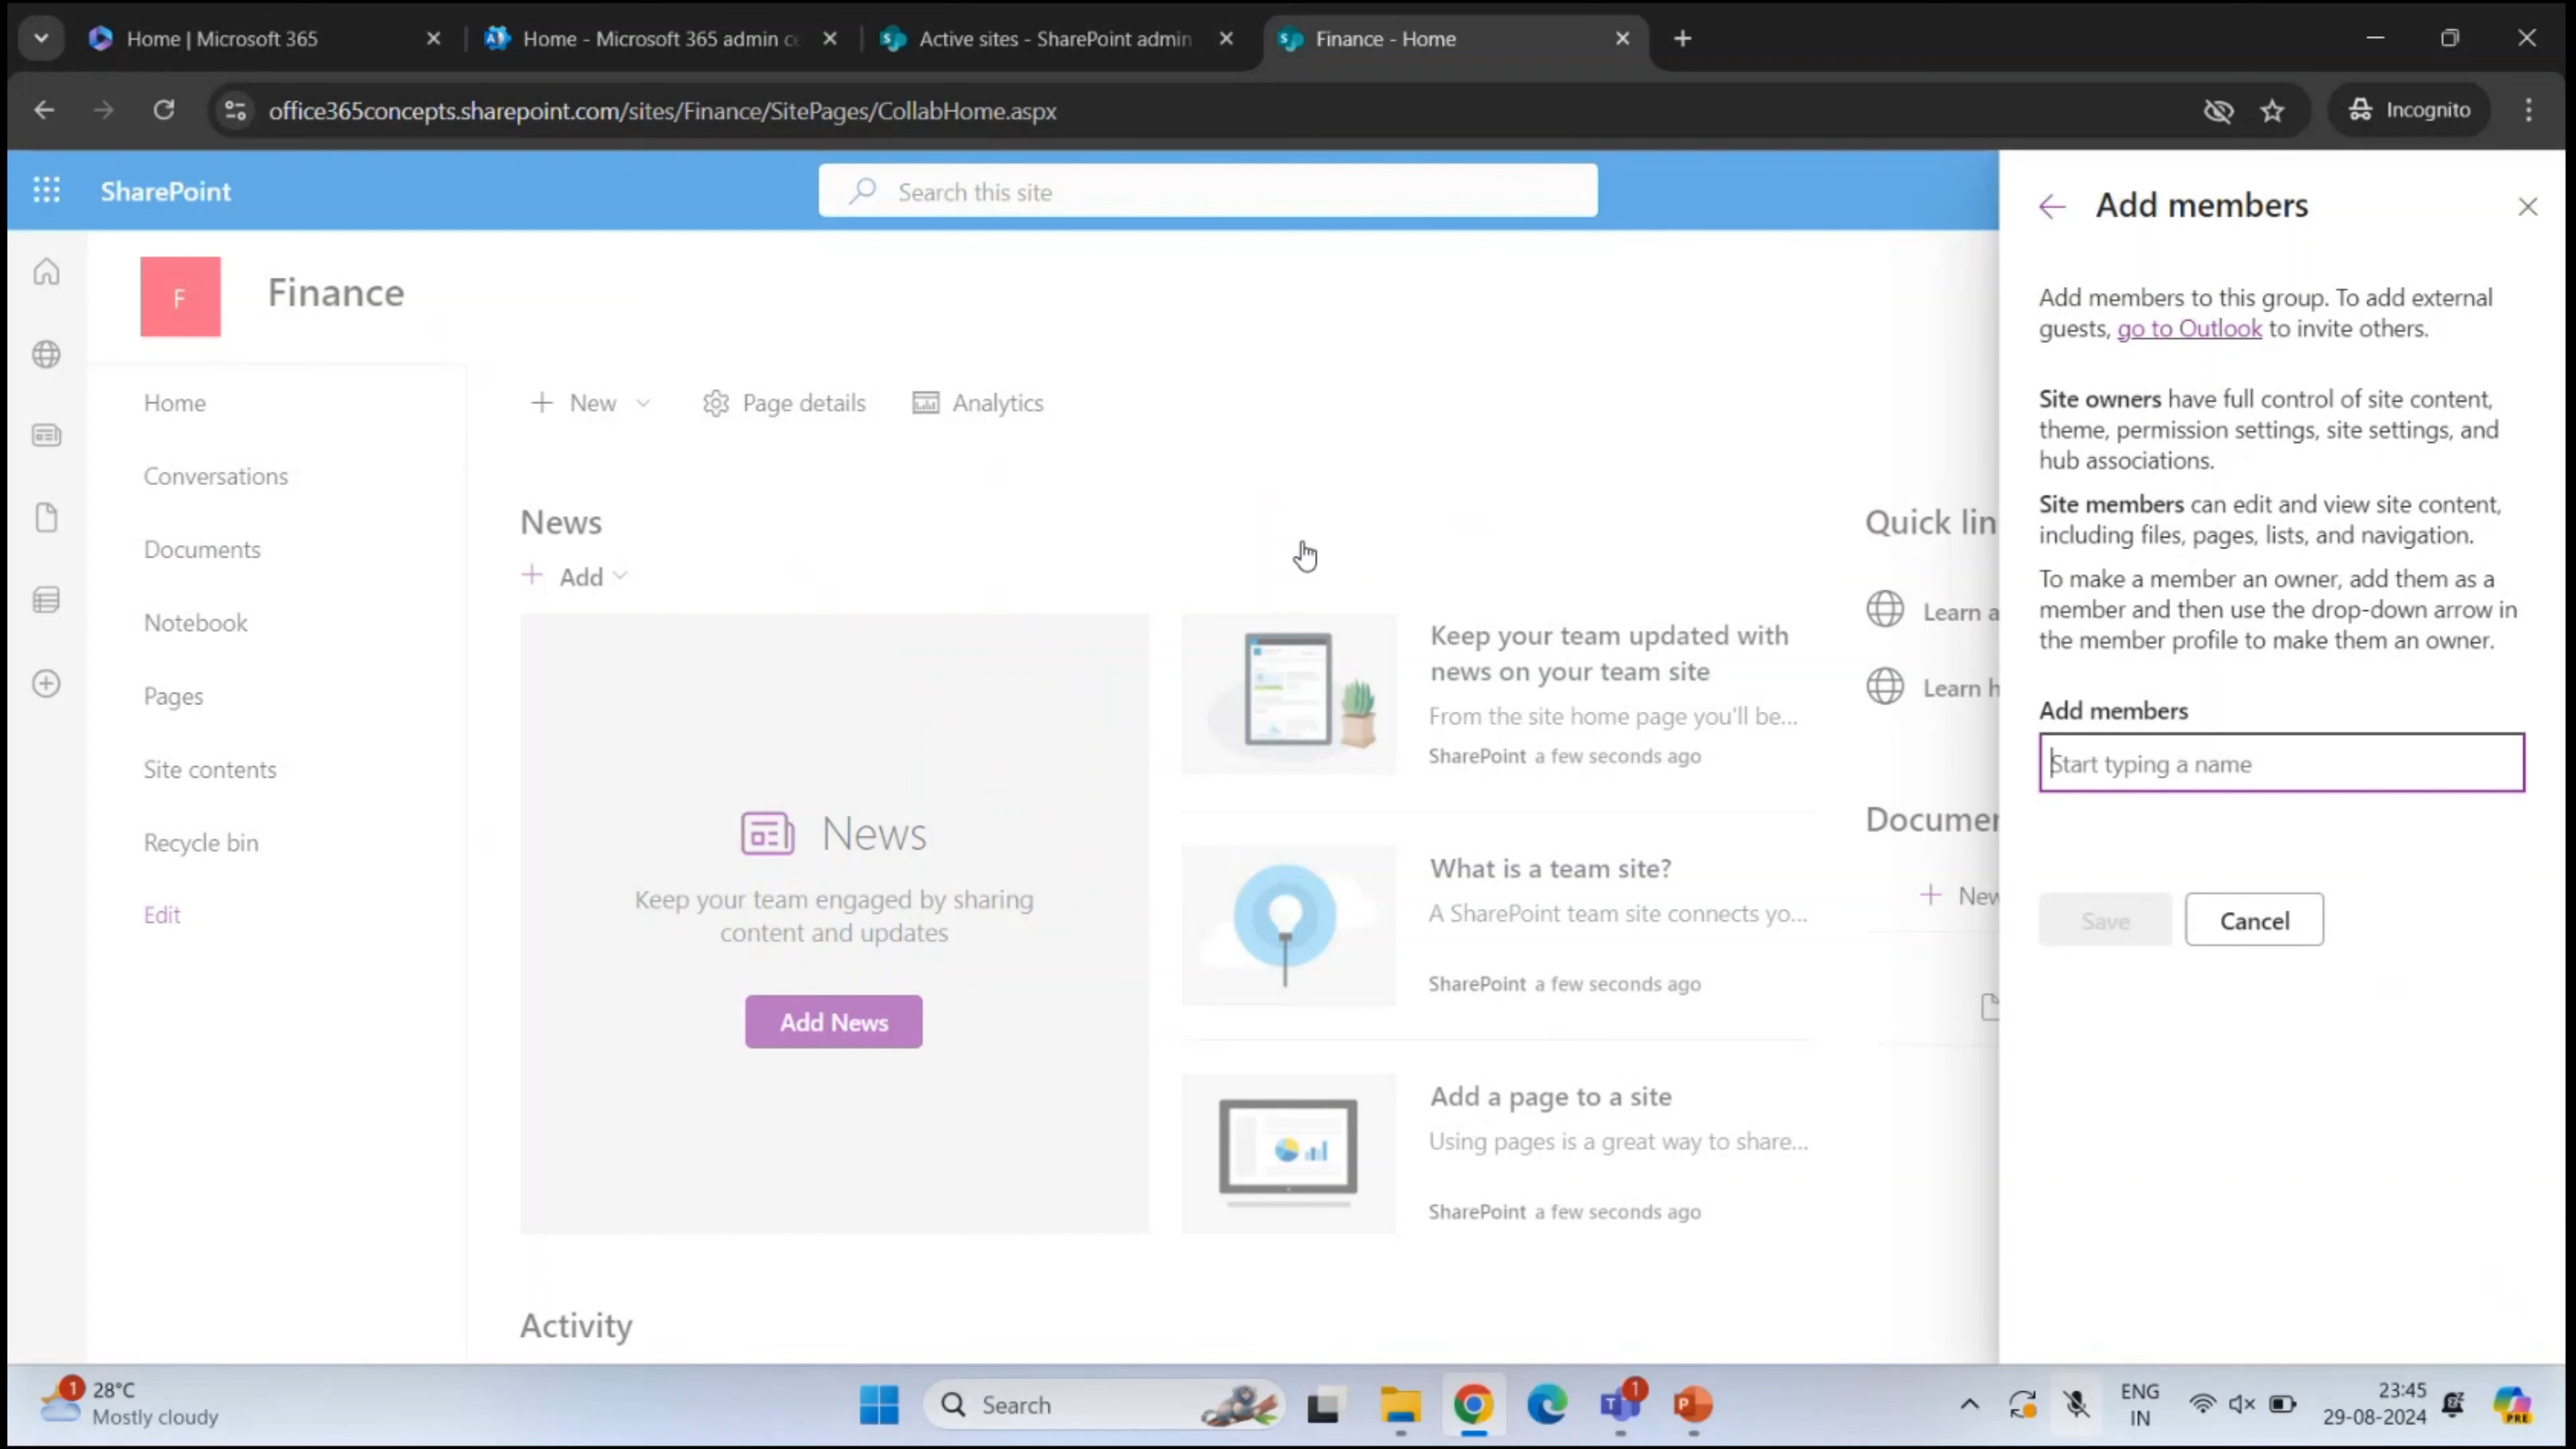 Home | Microsoft 365
Home - Microsoft 365 admin ce
Active sites - SharePoint admin
Finance - Home
office365concepts.sharepoint.com/sites/Finance/SitePages/CollabHome.aspx
Incognito
SharePoint
Search this site
F
Finance
Home
Conversations
Documents
Notebook
Pages
Site contents
Recycle bin
Edit
New
Page details
Analytics
News
Add
News
Keep your team engaged by sharing
content and updates
Add News
Keep your team updated with
news on your team site
From the site home page you'll be...
SharePoint a few seconds ago
What is a team site?
A SharePoint team site connects yo...
SharePoint a few seconds ago
Add a page to a site
Using pages is a great way to share...
SharePoint a few seconds ago
Activity
Quick lin
Learn a
Learn h
Documen
New
Add members
Add members to this group. To add external
guests, go to Outlook to invite others.
Site owners have full control of site content,
theme, permission settings, site settings, and
hub associations.
Site members can edit and view site content,
including files, pages, lists, and navigation.
To make a member an owner, add them as a
member and then use the drop-down arrow in
the member profile to make them an owner.
Add members
Start typing a name
Save
Cancel
1
28°C
Mostly cloudy
Search
1
ENG
IN
23:45
29-08-2024
PRE